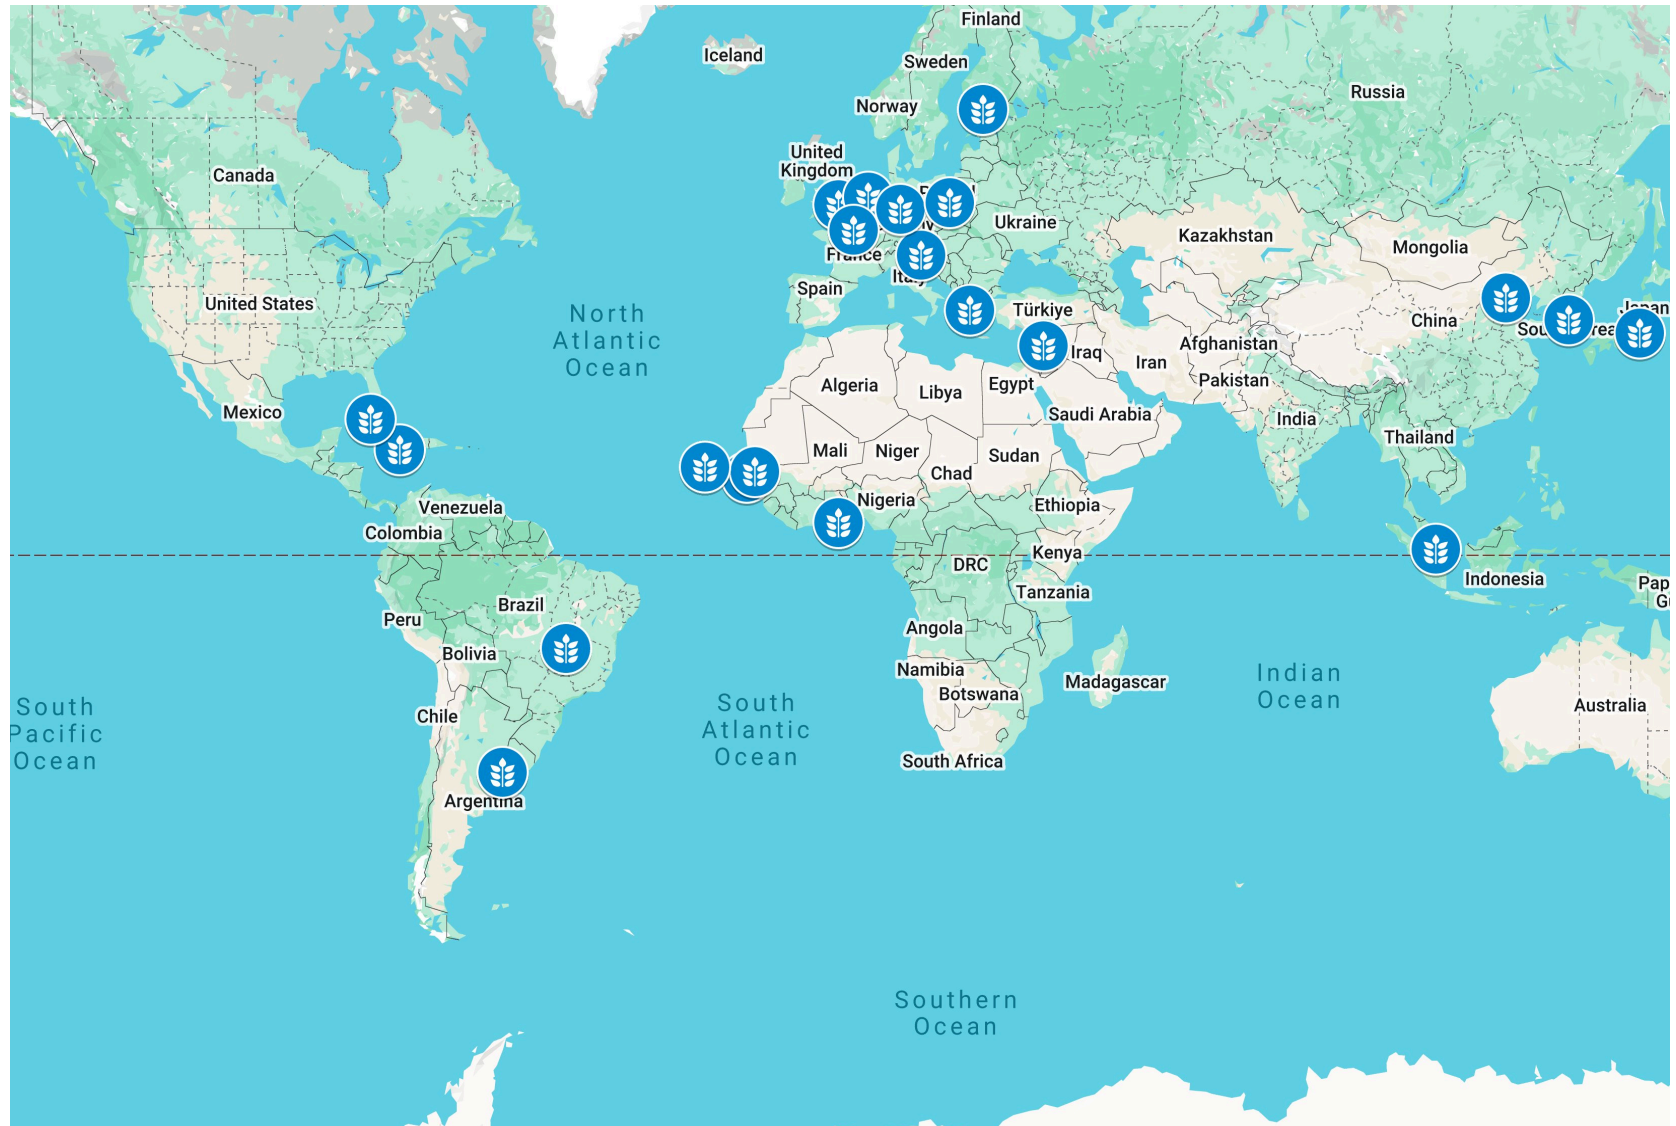 Finland
Iceland
Sweden
Russia
Norway
United
Kingdom
Canada
Ukraine
Kazakhstan
Mongolia
France
Italy
Spain
United States
North
Atlantic
Ocean
Türkiye
China
Japan
Afghanistan
Iraq
Iran
Pakistan
Algeria
Libya
Egypt
Mexico
Saudi Arabia
India
Thailand
Mali
Niger
Sudan
Chad
Nigeria
Ethiopia
Venezuela
Colombia
Kenya
DRC
Indonesia
Tanzania
Pap
Brazil
Peru
Angola
Bolivia
Namibia
Botswana
Madagascar
Indian
Ocean
South
Pacific
Ocean
Chile
South
Atlantic
Ocean
Australia
South Africa
Argentina
Southern
Ocean